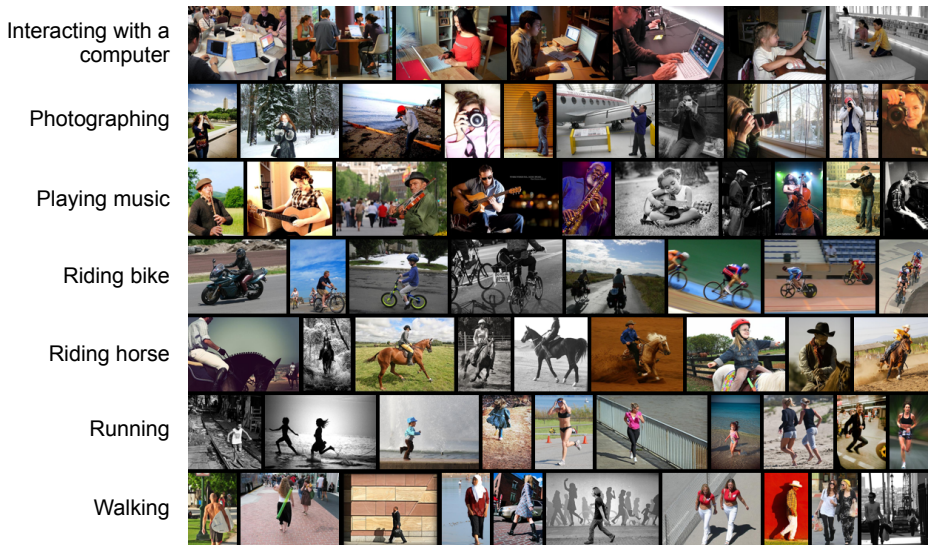 Interacting with a
computer
Photographing
Playing music
Riding bike
Riding horse
Running
Walking